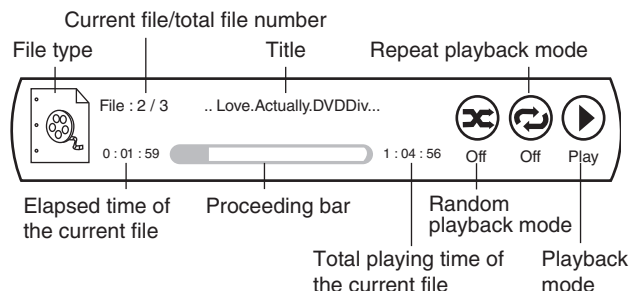 Current file/total file number
File type
Title
Repeat playback mode
File : 2 / 3
.. Love.Actually.DVDDiv...
0 : 01 : 59
1 : 04 : 56
Off
Off
Play
Elapsed time of
the current file
Proceeding bar
Random
playback mode
Total playing time of
the current file
Playback
mode